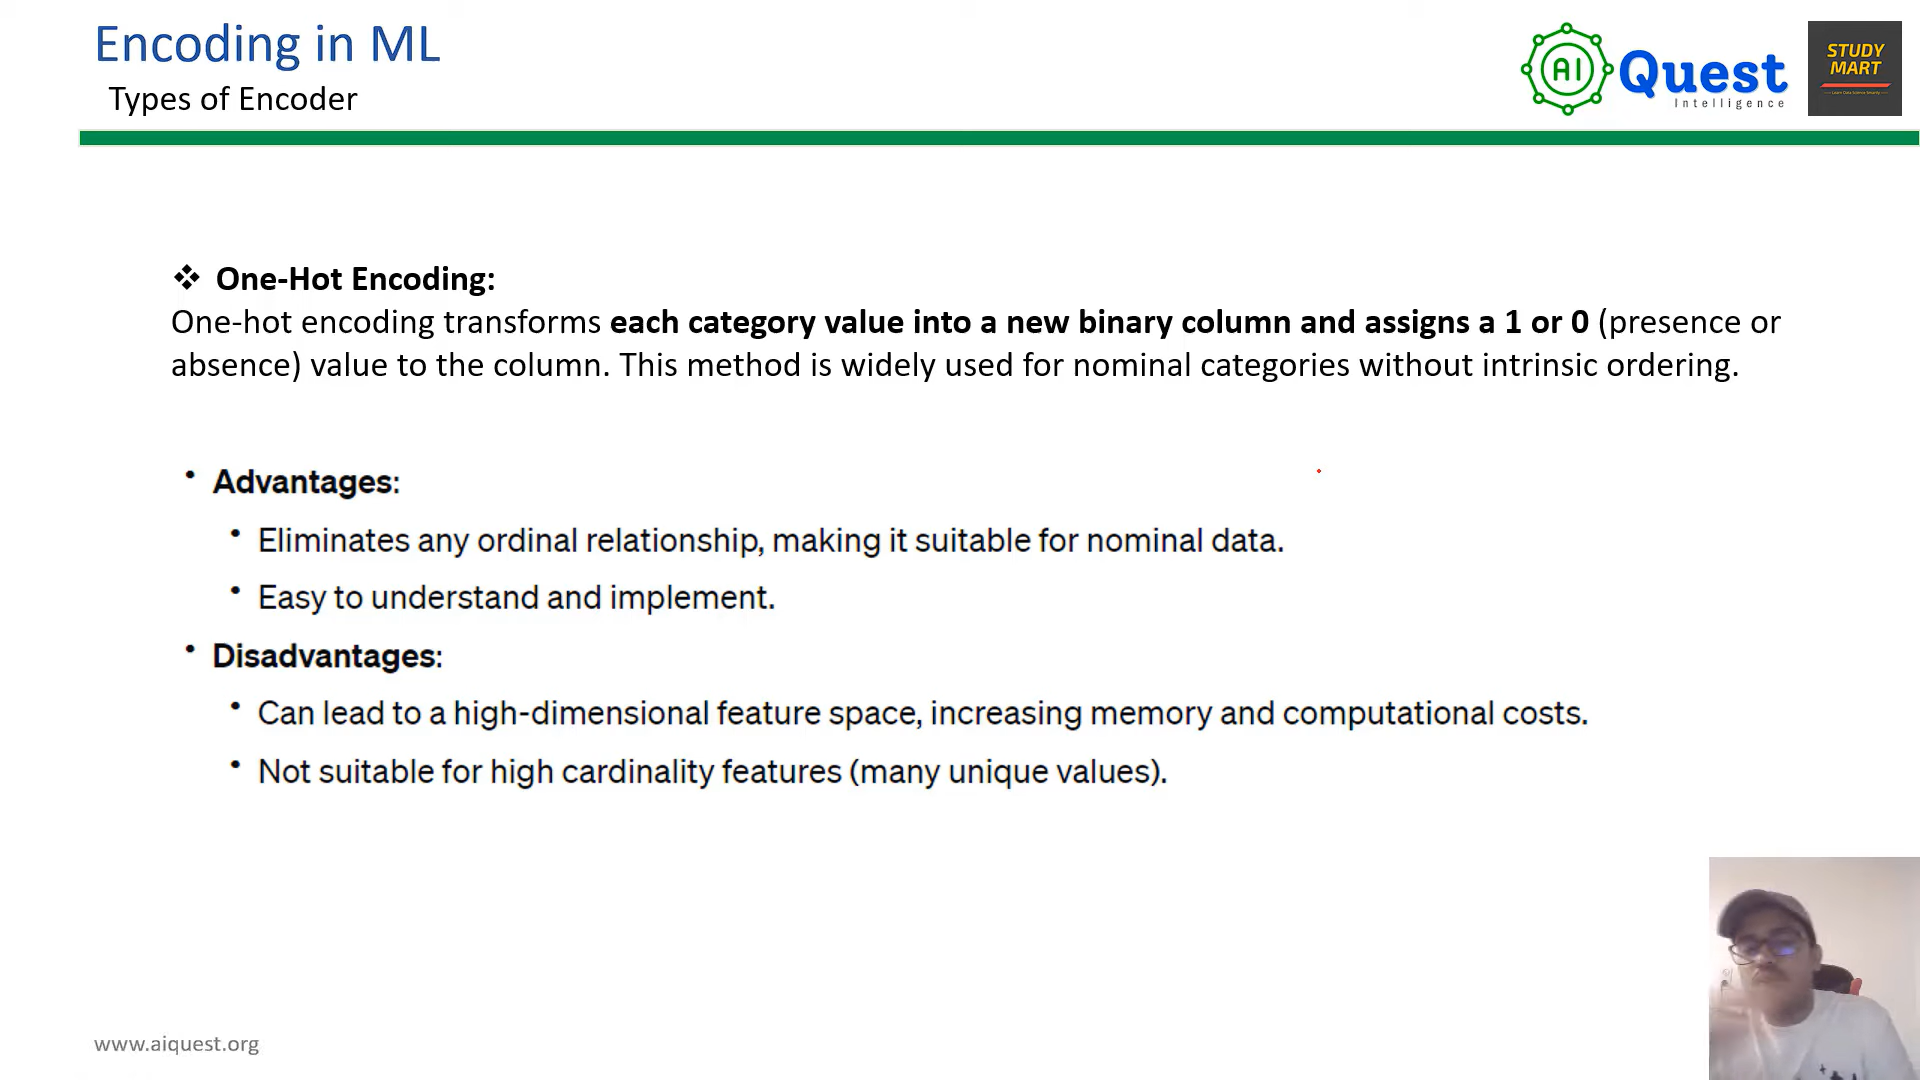 Encoding in ML
Types of Encoder
AI Quest
Intelligence
STUDY
MART
❖ One-Hot Encoding:
One-hot encoding transforms each category value into a new binary column and assigns a 1 or 0 (presence or
absence) value to the column. This method is widely used for nominal categories without intrinsic ordering.
• Advantages:
• Eliminates any ordinal relationship, making it suitable for nominal data.
• Easy to understand and implement.
• Disadvantages:
• Can lead to a high-dimensional feature space, increasing memory and computational costs.
• Not suitable for high cardinality features (many unique values).
www.aiquest.org